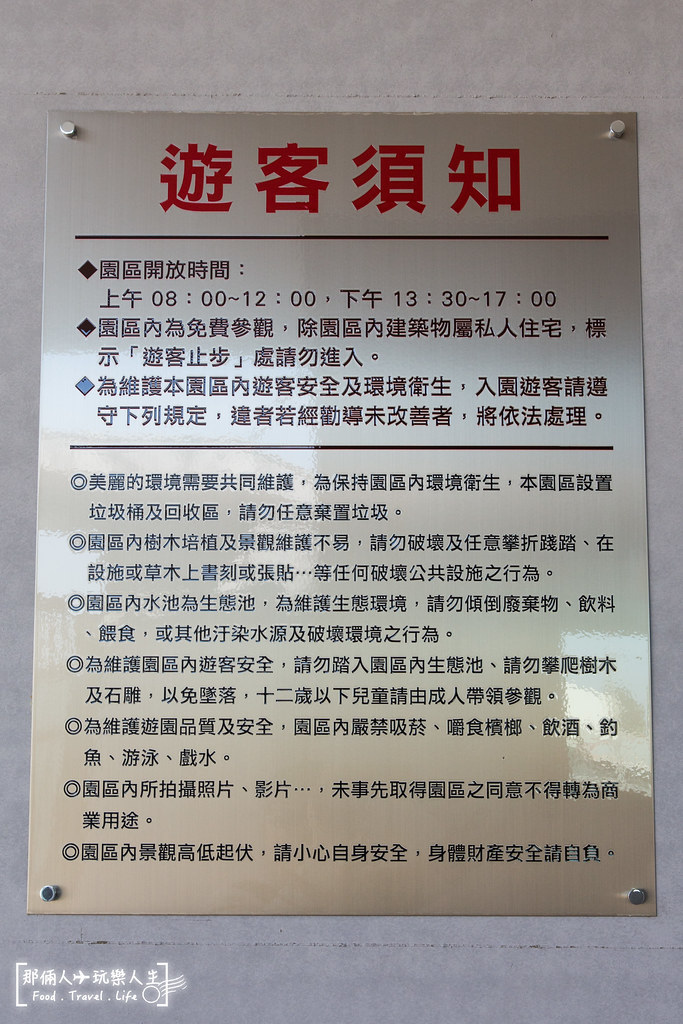 遊客須知
◆園區開放時間：
上午 08：00~12：00，下午 13：30~17：00
◆園區內為免費參觀，除園區內建築物屬私人住宅，標
示「遊客止步」處請勿進入。
◆為維護本園區內遊客安全及環境衛生，入園遊客請遵
守下列規定，違者若經勸導未改善者，將依法處理。
◎美麗的環境需要共同維護，為保持園區內環境衛生，本園區設置
垃圾桶及回收區，請勿任意棄置垃圾。
◎園區內樹木培植及景觀維護不易，請勿破壞及任意攀折踐踏、在
設施或草木上書刻或張貼…等任何破壞公共設施之行為。
◎園區內水池為生態池，為維護生態環境，請勿傾倒廢棄物、飲料
、餵食，或其他汙染水源及破壞環境之行為。
◎為維護園區內遊客安全，請勿踏入園區內生態池、請勿攀爬樹木
及石雕，以免墜落，十二歲以下兒童請由成人帶領參觀。
◎為維護遊園品質及安全，園區內嚴禁吸菸、嚼食檳榔、飲酒、釣
魚、游泳、戲水。
◎園區內所拍攝照片、影片…，未事先取得園區之同意不得轉為商
業用途。
◎園區內景觀高低起伏，請小心自身安全，身體財產安全請自負。
那倆人玩樂人生
Food . Travel . Life